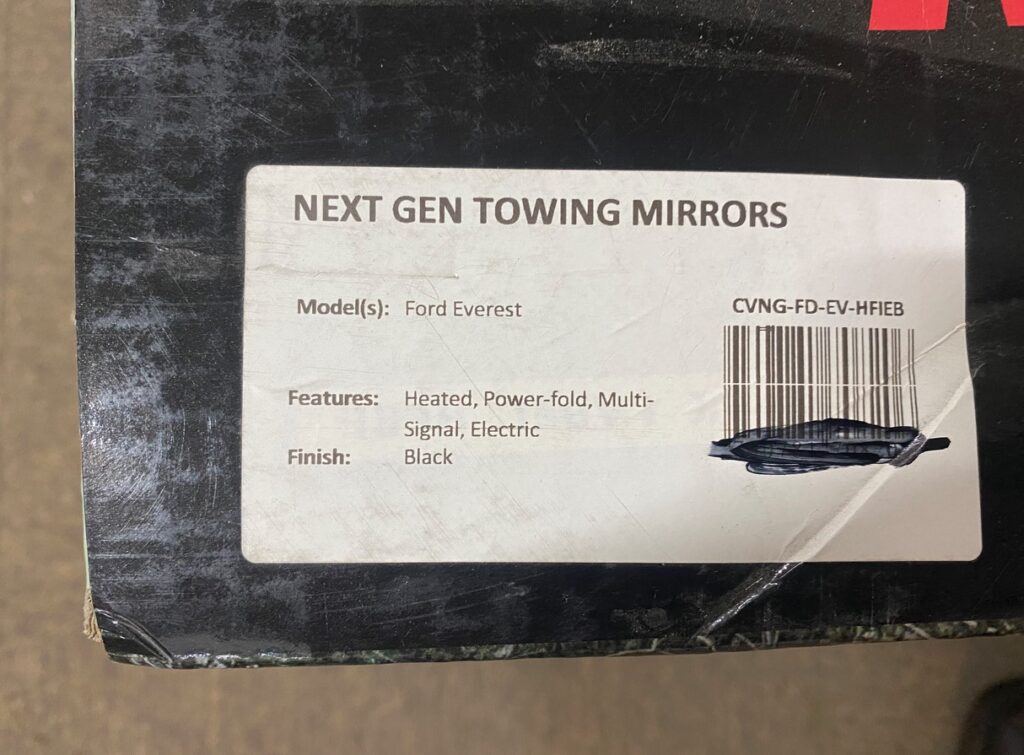 NEXT GEN TOWING MIRRORS
Model(s): Ford Everest
CVNG-FD-EV-HFIEB
Features: Heated, Power-fold, Multi-
Signal, Electric
Finish: Black